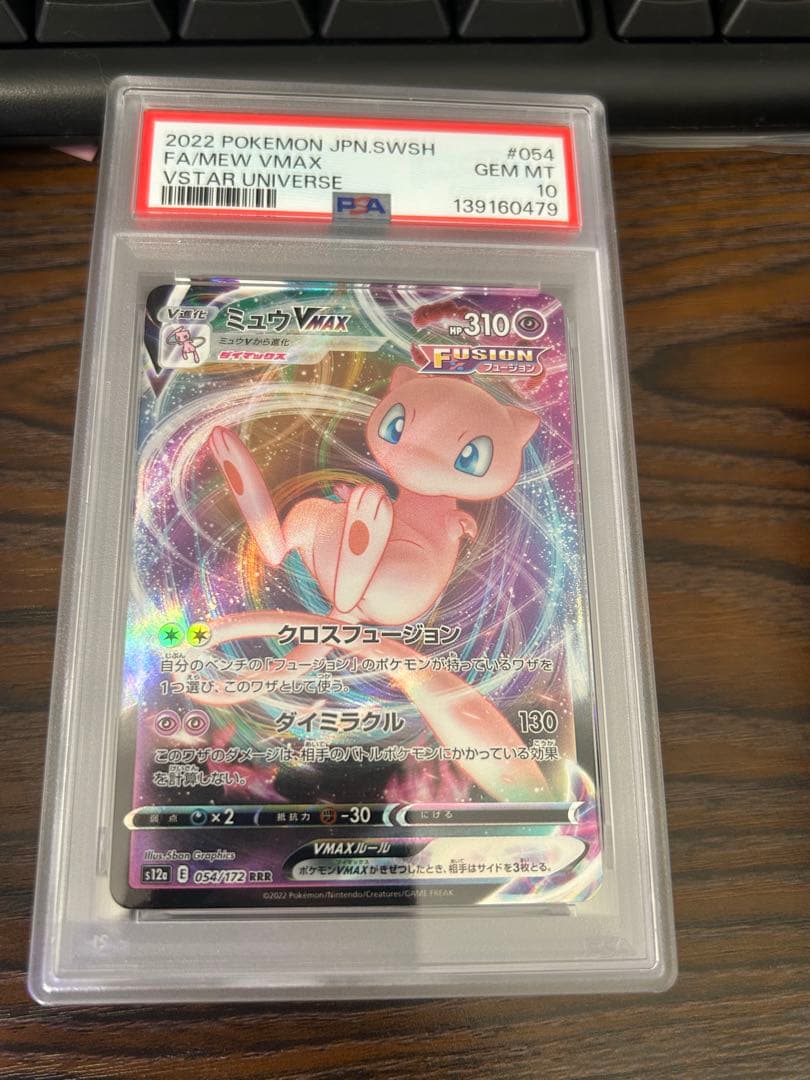 2022 POKEMON JPN.SWSH #054
FA/MEW VMAX GEM MT
VSTAR UNIVERSE 10
PSA 139160479
V進化 ミュウVMAX HP310
ミュウVから進化
ダイマックス
FUSION
フュージョン
クロスフュージョン
自分のベンチの「フュージョン」のポケモンが持っているワザを
1つ選び、このワザとして使う。
ダイミラクル 130
このワザのダメージは、相手のバトルポケモンにかかっている効果
を計算しない。
弱点 ×2 抵抗力 -30 にげる
Illus.5ban Graphics VMAXルール
ポケモンVMAXがきぜつしたとき、相手はサイドを3枚とる。
s12a E 054/172 RRR
©2022 Pokémon/Nintendo/Creatures/GAME FREAK